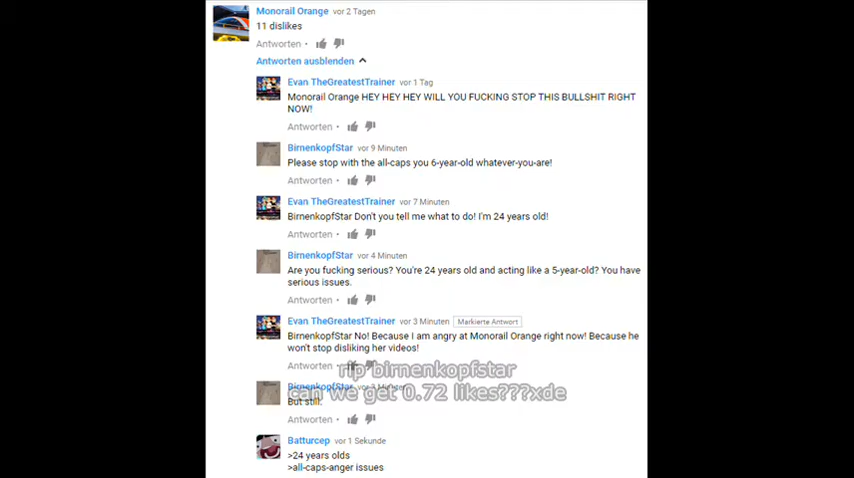 Monorail Orange vor 2 Tagen
11 dislikes
Antworten •
Antworten ausblenden
Evan TheGreatestTrainer vor 1 Tag
Monorail Orange HEY HEY HEY WILL YOU FUCKING STOP THIS BULLSHIT RIGHT
NOW!
Antworten •
BirnenkopfStar vor 9 Minuten
Please stop with the all-caps you 6-year-old whatever-you-are!
Antworten •
Evan TheGreatestTrainer vor 7 Minuten
BirnenkopfStar Don't you tell me what to do! I'm 24 years old!
Antworten •
BirnenkopfStar vor 4 Minuten
Are you fucking serious? You're 24 years old and acting like a 5-year-old? You have
serious issues.
Antworten •
Evan TheGreatestTrainer vor 3 Minuten Markierte Antwort
BirnenkopfStar No! Because I am angry at Monorail Orange right now! Because he
won't stop disliking her videos!
Antworten •
rip birnenkopfstar
BirnenkopfStar vor 3 Minuten
can we get 0.72 likes???xde
But still.
Antworten •
Batturcep vor 1 Sekunde
>24 years olds
>all-caps-anger issues